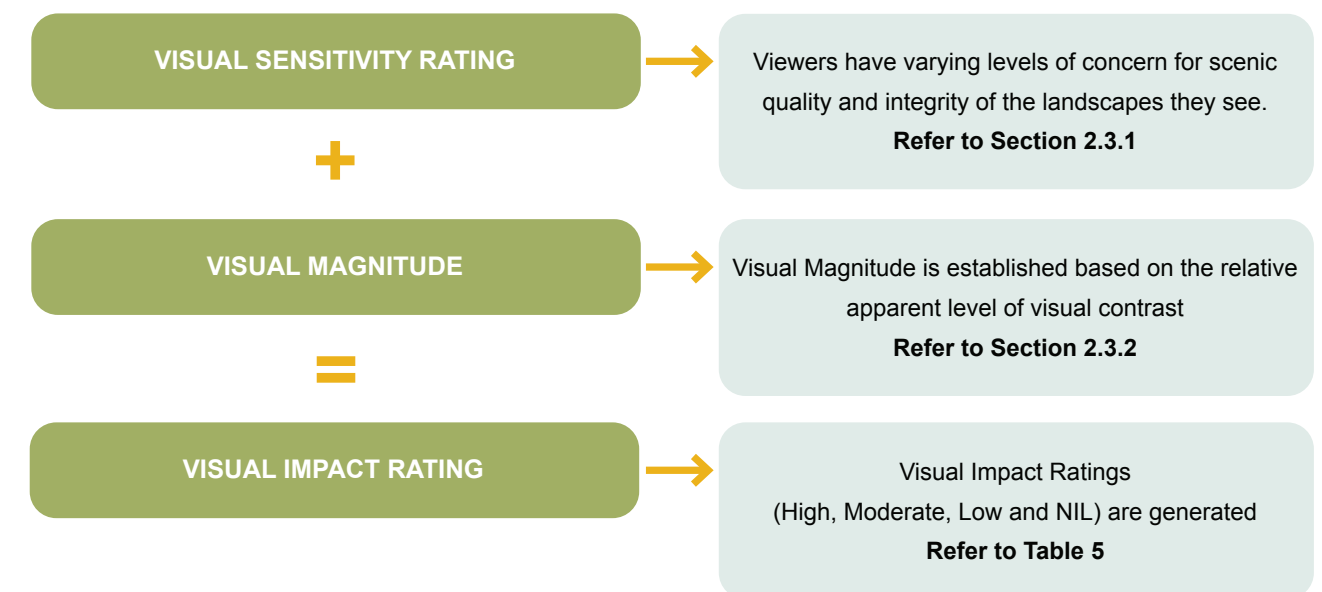 VISUAL SENSITIVITY RATING
Viewers have varying levels of concern for scenic
quality and integrity of the landscapes they see.
Refer to Section 2.3.1
+
VISUAL MAGNITUDE
Visual Magnitude is established based on the relative
apparent level of visual contrast
Refer to Section 2.3.2
=
VISUAL IMPACT RATING
Visual Impact Ratings
(High, Moderate, Low and NIL) are generated
Refer to Table 5